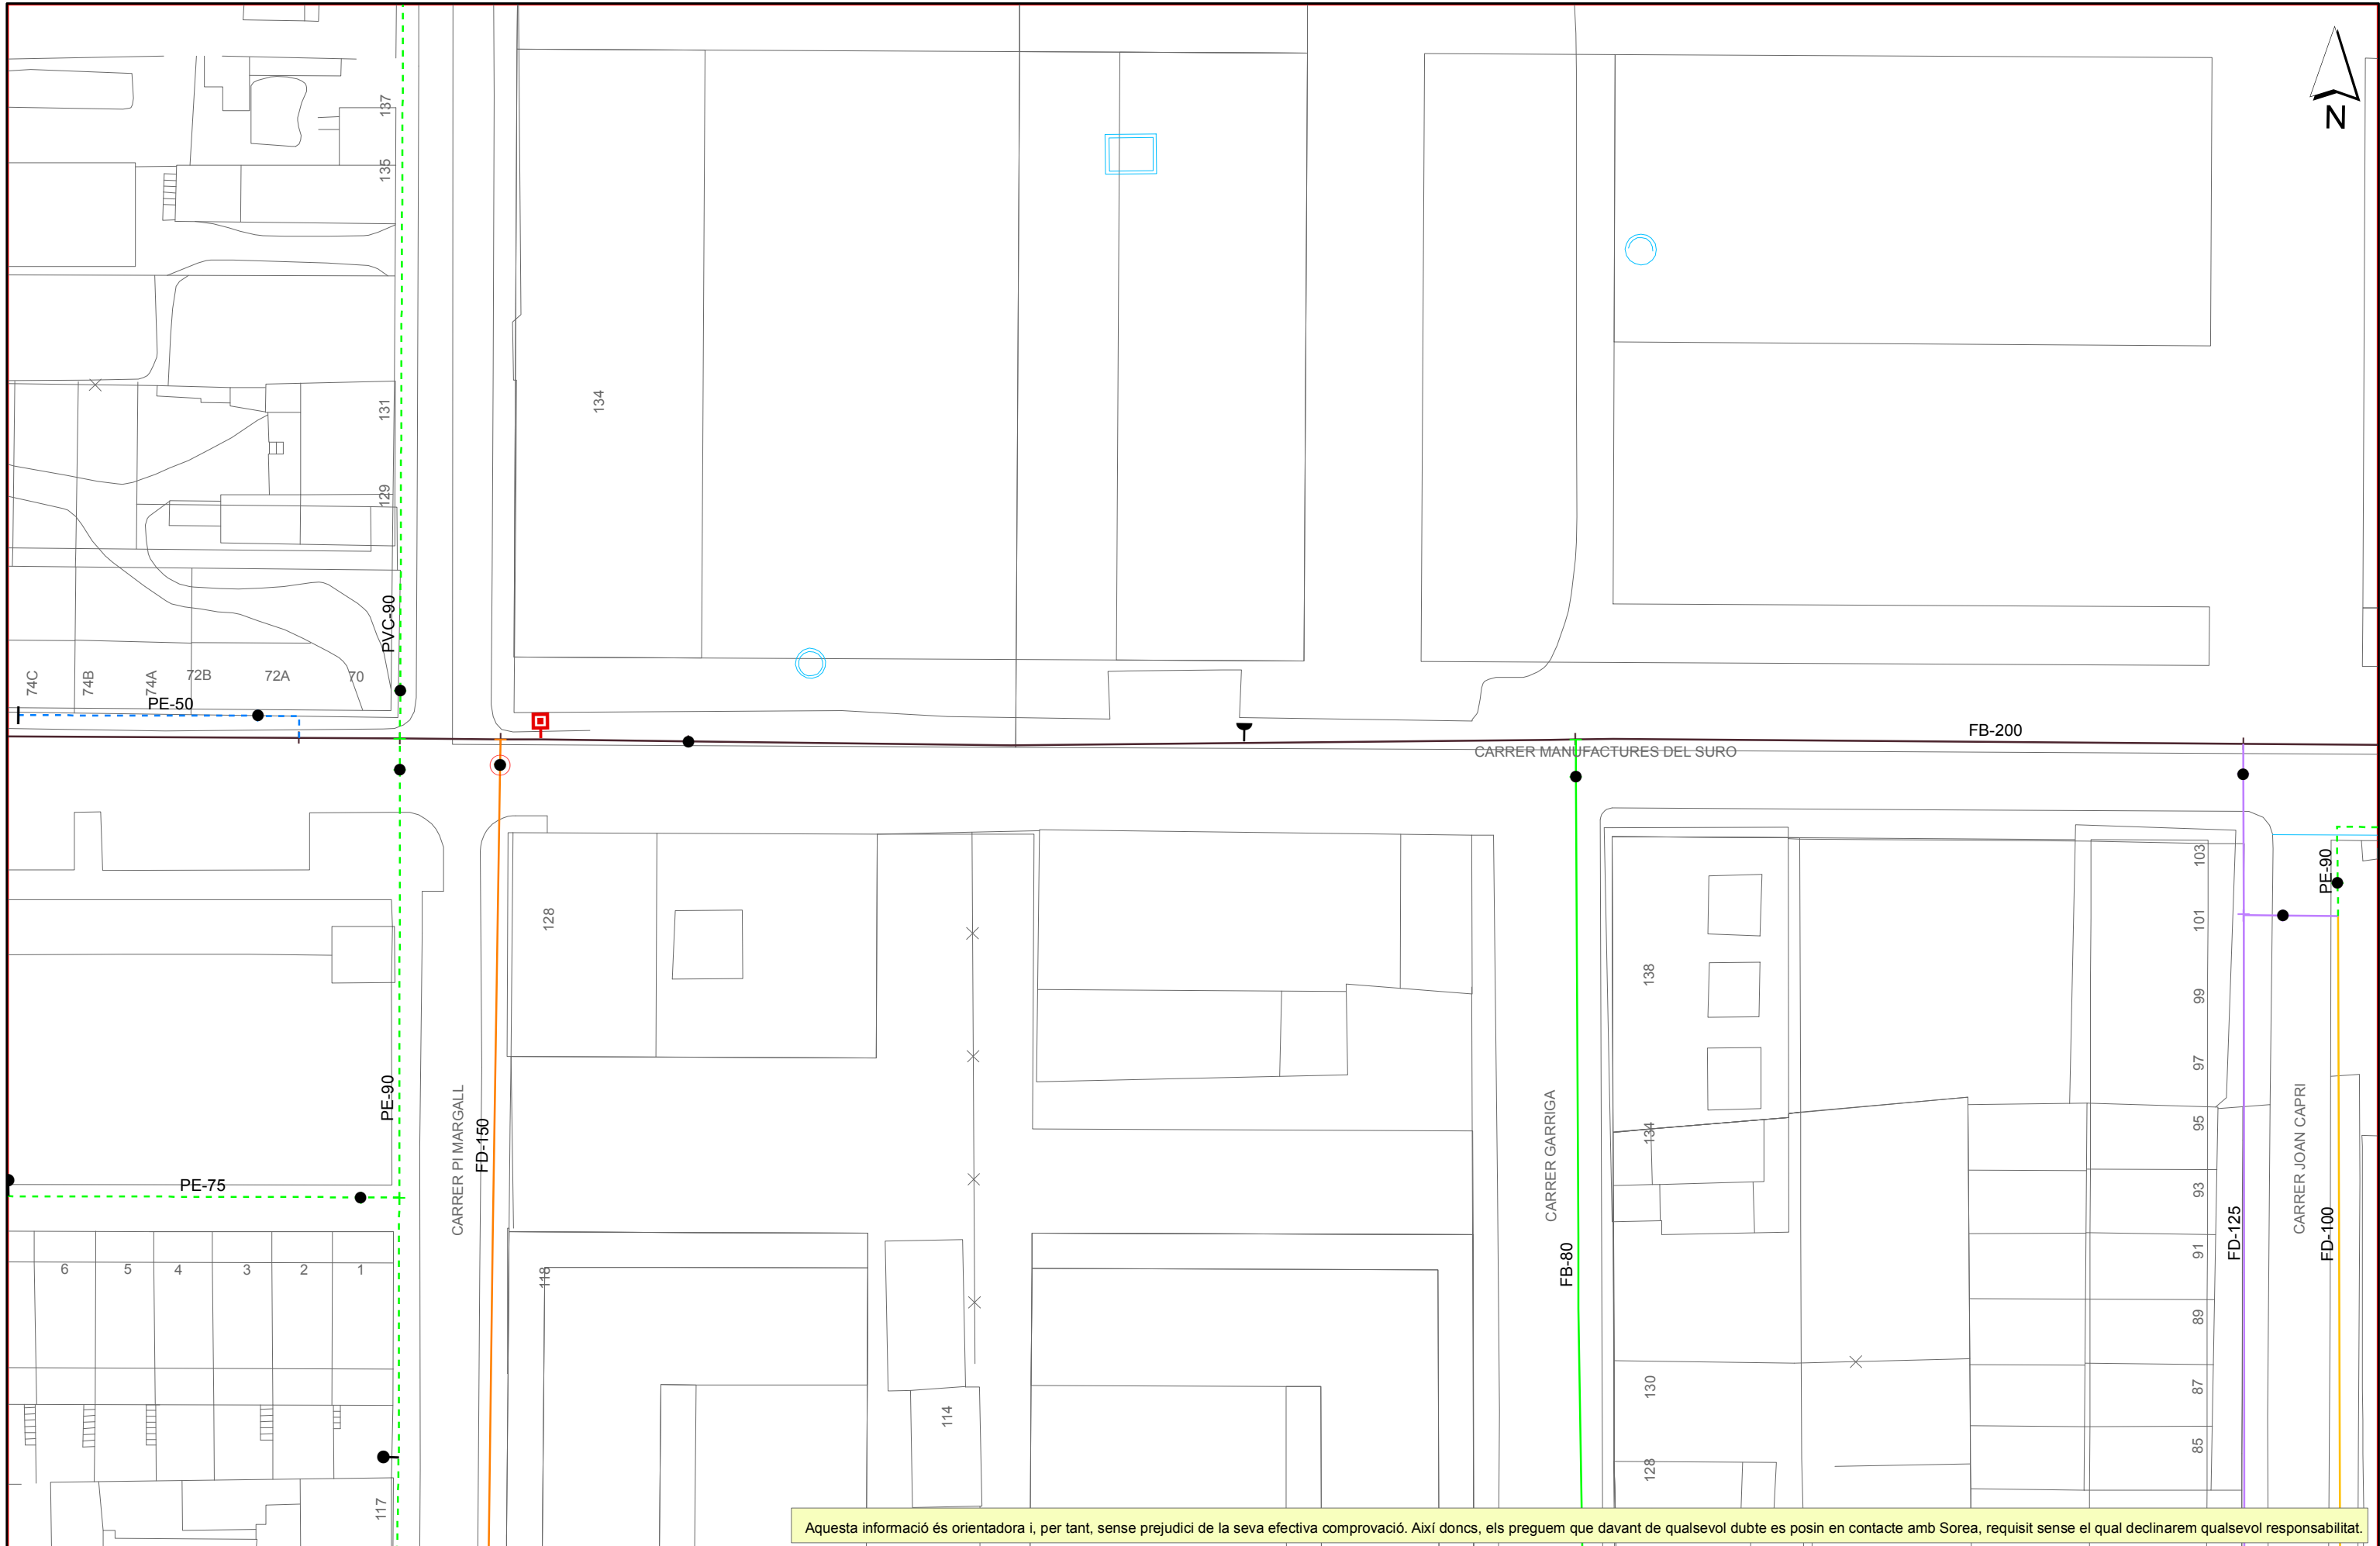 N
137
135
134
131
129
PVC-90
74C
74B
74A
72B
72A
70
PE-50
FB-200
CARRER MANUFACTURES DEL SURO
103
PE-90
101
128
138
99
97
PE-90
CARRER PI MARGALL
FD-150
CARRER GARRIGA
134
95
CARRER JOAN CAPRI
PE-75
93
FD-125
FD-100
91
6
5
4
3
2
1
118
FB-80
89
130
87
114
85
128
117
Aquesta informació és orientadora i, per tant, sense prejudici de la seva efectiva comprovació. Així doncs, els preguem que davant de qualsevol dubte es posin en contacte amb Sorea, requisit sense el qual declinarem qualsevol responsabilitat.